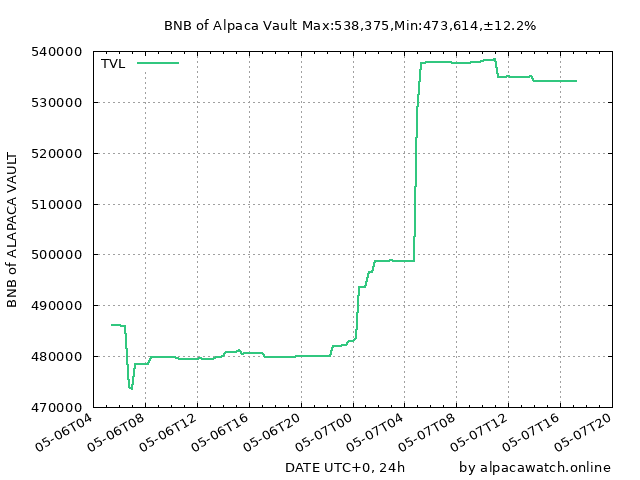 BNB of Alpaca Vault Max:538,375,Min:473,614,±12.2%
540000
TVL
530000
520000
510000
500000
490000
480000
470000
BNB of ALAPACA VAULT
05-06T04
05-06T08
05-06T12
05-06T16
05-06T20
05-07T00
05-07T04
05-07T08
05-07T12
05-07T16
05-07T20
DATE UTC+0, 24h
by alpacawatch.online